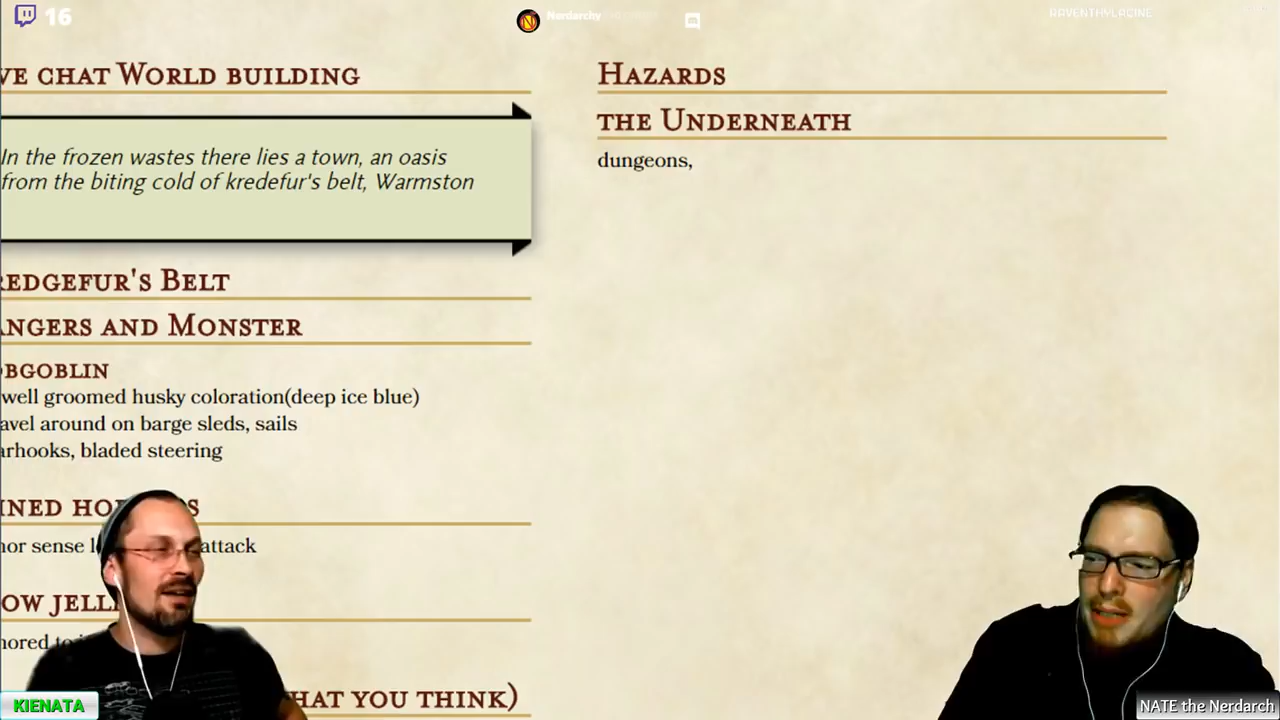 16
Nerdarchy
RAVENTHYLACINE
VE CHAT WORLD BUILDING
In the frozen wastes there lies a town, an oasis
from the biting cold of kredefur's belt, Warmston
REDGEFUR'S BELT
ANGERS AND MONSTER
OBGOBLIN
well groomed husky coloration(deep ice blue)
avel around on barge sleds, sails
arhooks, bladed steering
INED HO S
mor sense attack
OW JELL
HAT YOU THINK)
HAZARDS
THE UNDERNEATH
dungeons,
KIENATA
NATE the Nerdarch